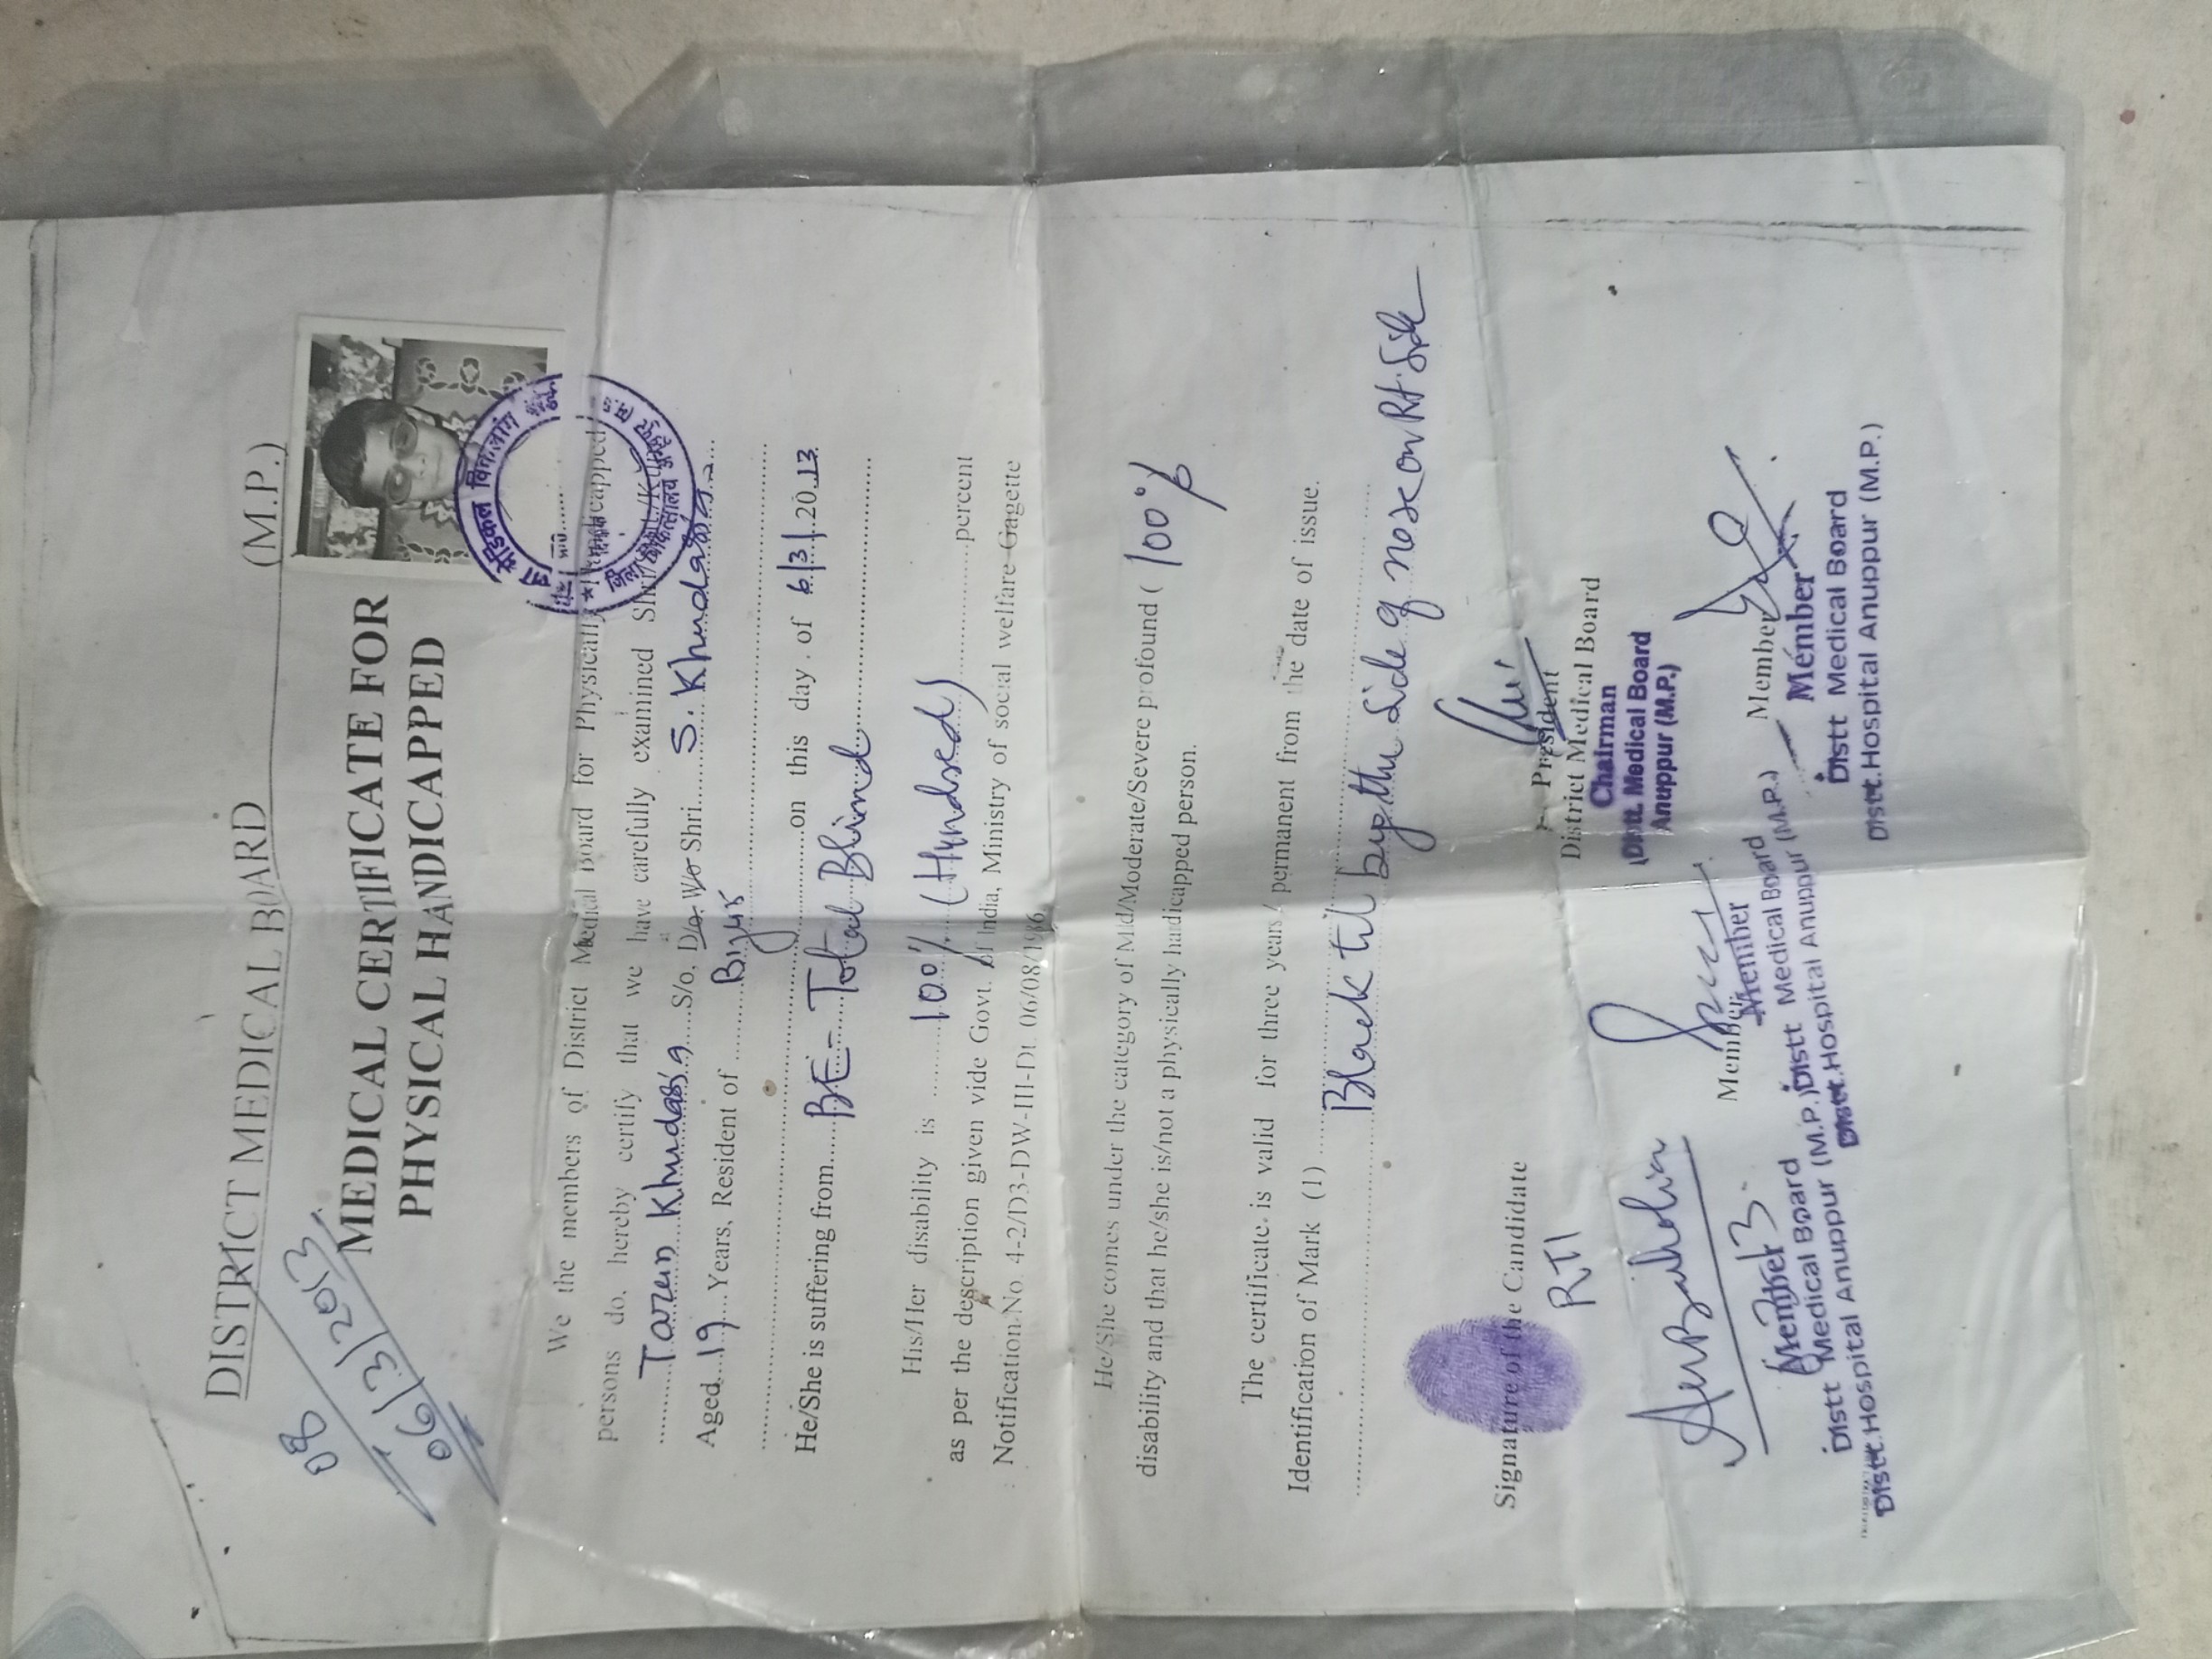 DISTRICT MEDICAL BOARD (M.P.)
08
06/3/2013
MEDICAL CERTIFICATE FOR
PHYSICAL HANDICAPPED
We the members of District Medical Board for Physically Handicapped
persons do, hereby certify that we have carefully examined Shri/Smt./Ku.
Tarun Khudasia S/o. D/o. W/o Shri S. Khudasia
Aged 19 Years, Resident of
on this day of 6/3/2013
He/She is suffering from BE - Total Blind
His/Her disability is 100% (Hundred) percent
as per the description given vide Govt. of India, Ministry of social welfare Gagette
Notification No. 4-2/D3-DW-III-Dt. 06/08/1986
He/She comes under the category of Mild/Moderate/Severe profound ( 100%
disability and that he/she is/not a physically hadicapped person.
The certificate is valid for three years / permanent from the date of issue.
Identification of Mark (1) Black til by the Side of nose on Rt. Side
Signature of the Candidate
RTI
President
District Medical Board
Chairman
(Distt. Medical Board
Anuppur (M.P.)
Member
Member
Member
Member
Distt Medical Board
Distt.Hospital Anuppur (M.P.)
Member
Distt Medical Board (M.P.)
Distt.Hospital Anuppur
Member
Distt Medical Board
Distt.Hospital Anuppur (M.P.)
मेडिकल विकलांग
जिला चिकित्सालय